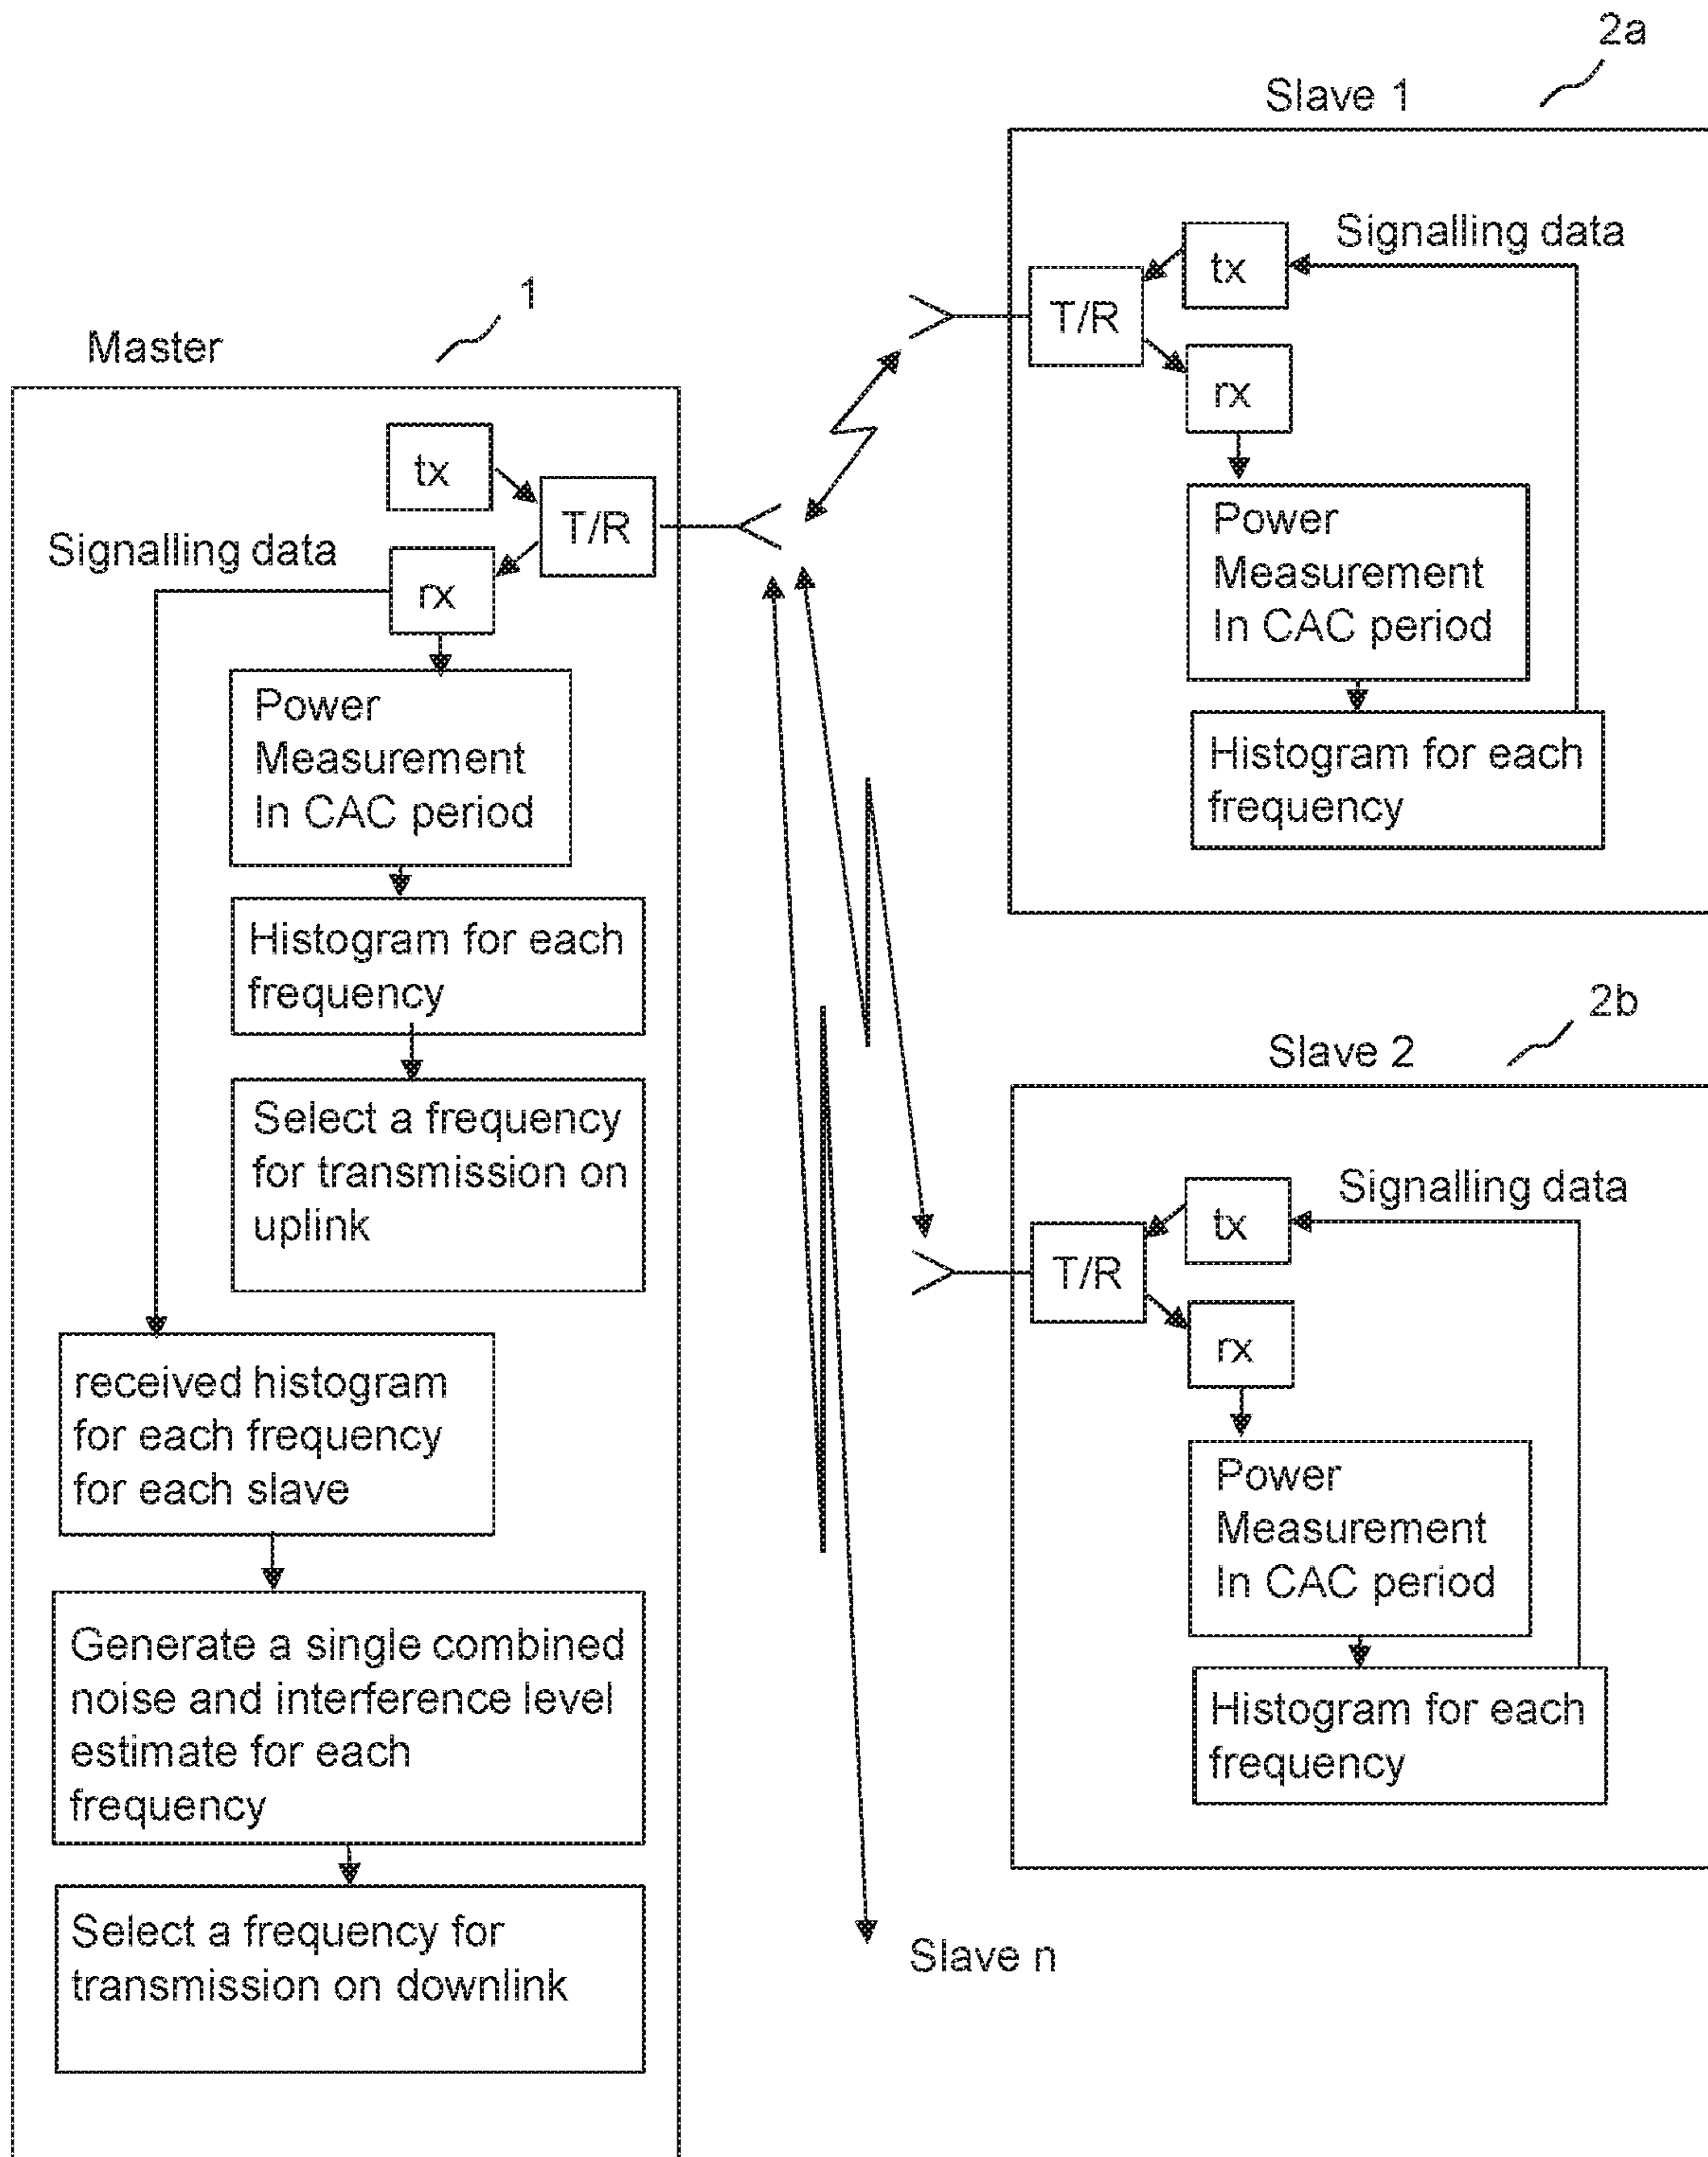 Master
1
tx
T/R
Signalling data
rx
Power
Measurement
In CAC period
Histogram for each
frequency
Select a frequency
for transmission on
uplink
received histogram
for each frequency
for each slave
Generate a single combined
noise and interference level
estimate for each
frequency
Select a frequency for
transmission on downlink
2a
Slave 1
Signalling data
tx
T/R
rx
Power
Measurement
In CAC period
Histogram for each
frequency
2b
Slave 2
Signalling data
tx
T/R
rx
Power
Measurement
In CAC period
Histogram for each
frequency
Slave n